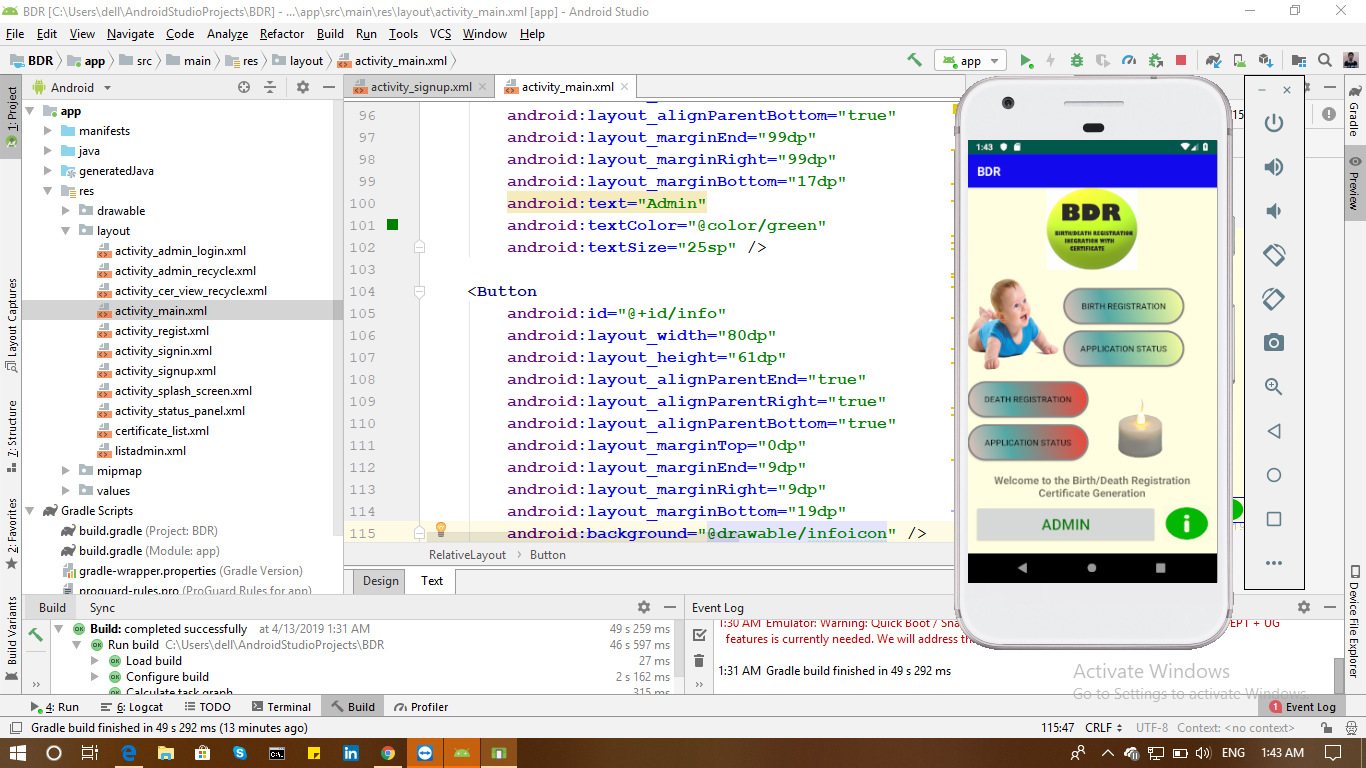 BDR [C:\Users\dell\AndroidStudioProjects\BDR] - ...\app\src\main\res\layout\activity_main.xml [app] - Android Studio
File Edit View Navigate Code Analyze Refactor Build Run Tools VCS Window Help
BDR app src main res layout activity_main.xml
app
1: Project
Layout Captures
7: Structure
2: Favorites
Build Variants
Android
app
manifests
java
generatedJava
res
drawable
layout
activity_admin_login.xml
activity_admin_recycle.xml
activity_cer_view_recycle.xml
activity_main.xml
activity_regist.xml
activity_signin.xml
activity_signup.xml
activity_splash_screen.xml
activity_status_panel.xml
certificate_list.xml
listadmin.xml
mipmap
values
Gradle Scripts
build.gradle (Project: BDR)
build.gradle (Module: app)
gradle-wrapper.properties (Gradle Version)
proguard-rules.pro (ProGuard Rules for app)
activity_signup.xml activity_main.xml
96 android:layout_alignParentBottom="true"
97 android:layout_marginEnd="99dp"
98 android:layout_marginRight="99dp"
99 android:layout_marginBottom="17dp"
100 android:text="Admin"
101 android:textColor="@color/green"
102 android:textSize="25sp" />
103
104 <Button
105 android:id="@+id/info"
106 android:layout_width="80dp"
107 android:layout_height="61dp"
108 android:layout_alignParentEnd="true"
109 android:layout_alignParentRight="true"
110 android:layout_alignParentBottom="true"
111 android:layout_marginTop="0dp"
112 android:layout_marginEnd="9dp"
113 android:layout_marginRight="9dp"
114 android:layout_marginBottom="19dp"
115 android:background="@drawable/infoicon" />
RelativeLayout Button
Design Text
1:43
BDR
BDR
BIRTH/DEATH REGISTRATION
INEGRATION WITH
CERTIFICATE
BIRTH REGISTRATION
APPLICATION STATUS
DEATH REGISTRATION
APPLICATION STATUS
Welcome to the Birth/Death Registration
Certificate Generation
ADMIN
i
15
Gradle
Preview
Device File Explorer
Build Sync
Build: completed successfully at 4/13/2019 1:31 AM 49 s 259 ms
Run build C:\Users\dell\AndroidStudioProjects\BDR 46 s 597 ms
Load build 27 ms
Configure build 2 s 162 ms
Calculate task graph 315 ms
Event Log
1:30 AM Emulator: Warning: Quick Boot / Sna EPT + UG
features is currently needed. We will address th
1:31 AM Gradle build finished in 49 s 292 ms
Activate Windows
Go to Settings to activate Windows.
4: Run 6: Logcat TODO Terminal Build Profiler 1 Event Log
Gradle build finished in 49 s 292 ms (13 minutes ago) 115:47 CRLF UTF-8 Context: <no context>
ENG 1:43 AM